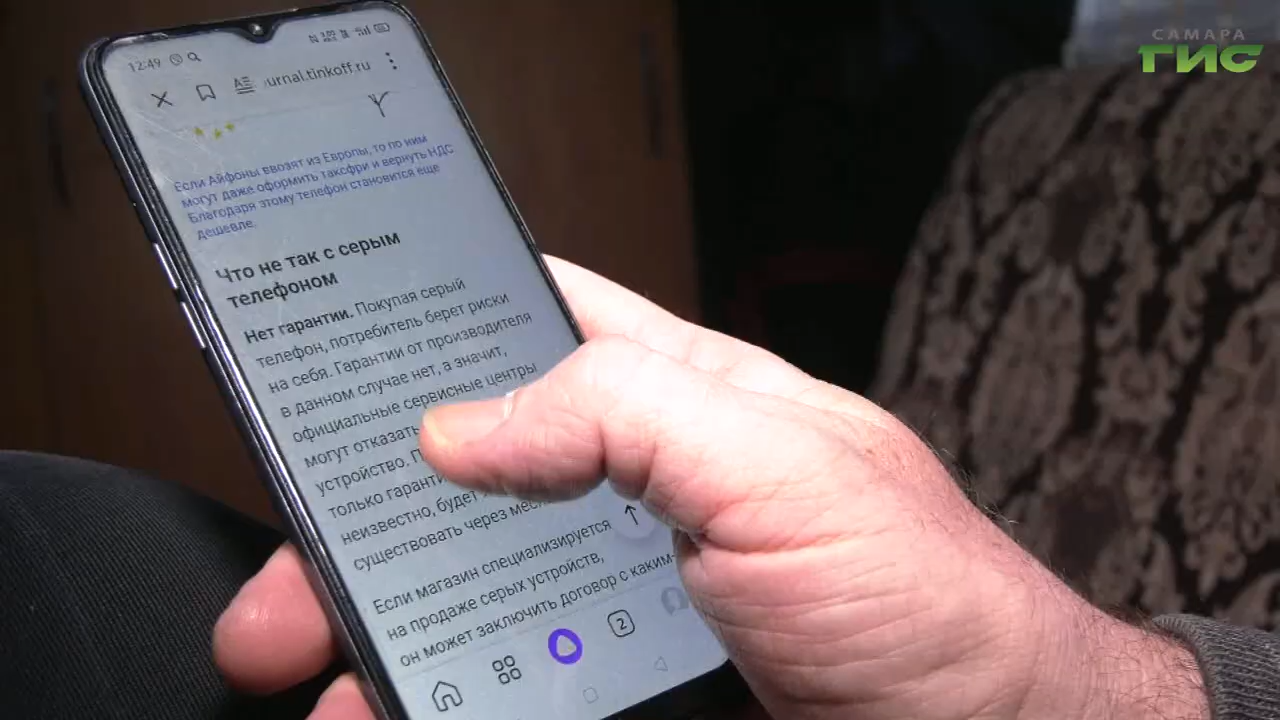 САМАРА
ГИС
12:49
urnal.tinkoff.ru
Если Айфоны ввозят из Европы, то по ним
могут даже оформить таксфри и вернуть НДС
Благодаря этому телефон становится еще
дешевле.
Что не так с серым
телефоном
Нет гарантии. Покупая серый
телефон, потребитель берет риски
на себя. Гарантии от производителя
в данном случае нет, а значит,
официальные сервисные центры
могут отказать
устройство.
только гарант
неизвестно, будет
существовать через
Если магазин специализируется
на продаже серых устройств,
он может заключить договор с каким-
2